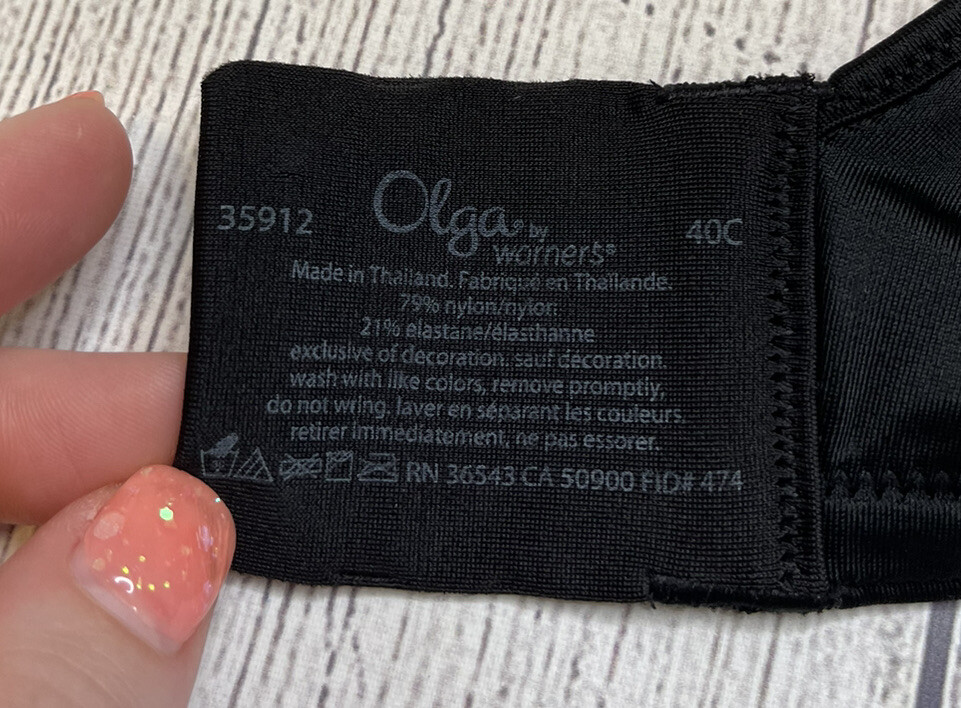 35912 Olga by warner's® 40C
Made in Thailand. Fabriqué en Thaïlande.
79% nylon/nylon
21% elastane/élasthanne
exclusive of decoration. sauf décoration.
wash with like colors, remove promptly,
do not wring. laver en séparant les couleurs.
retirer immédiatement, ne pas essorer.
RN 36543 CA 50900 FID# 474